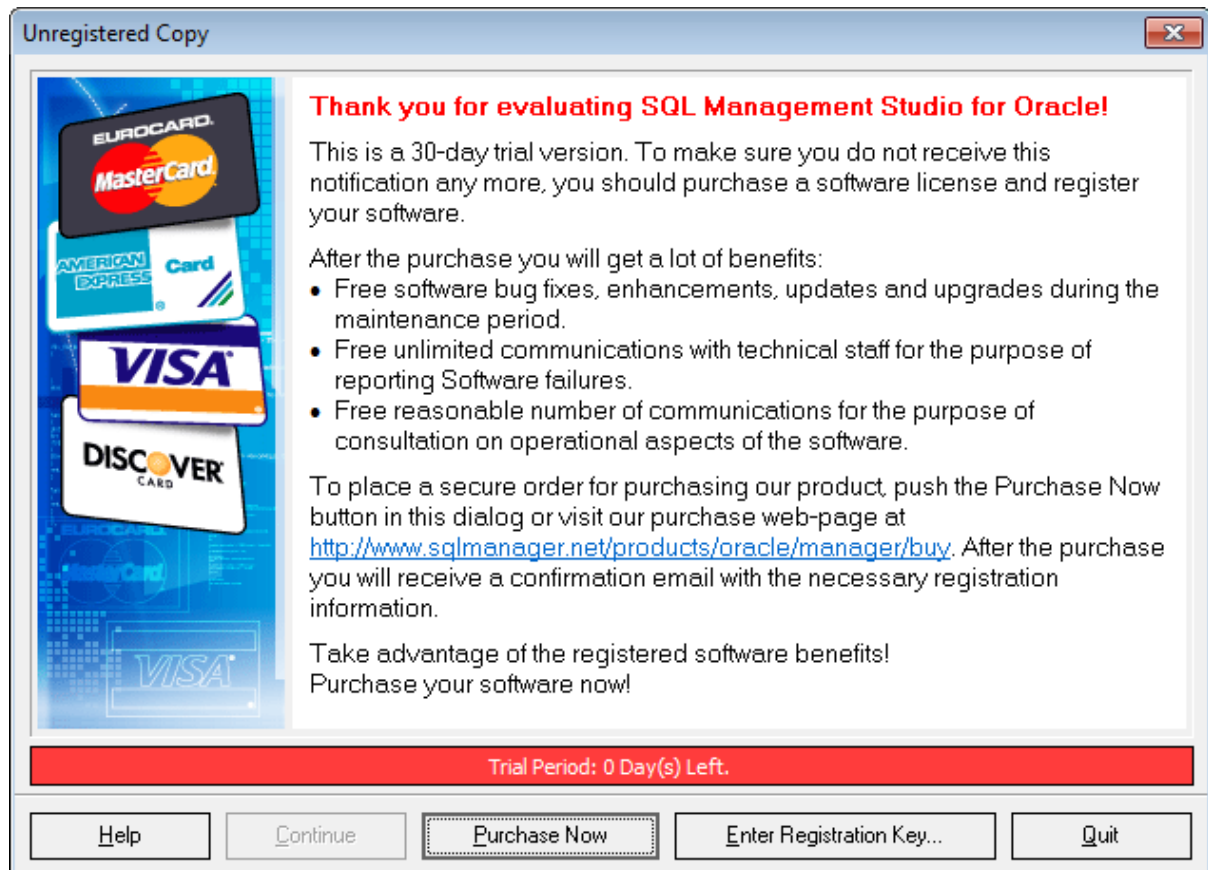 Unregistered Copy
EUROCARD.
MasterCard
AMERICAN EXPRESS Card
VISA
DISCOVER
CARD
VISA
Thank you for evaluating SQL Management Studio for Oracle!
This is a 30-day trial version. To make sure you do not receive this
notification any more, you should purchase a software license and register
your software.
After the purchase you will get a lot of benefits:
• Free software bug fixes, enhancements, updates and upgrades during the
maintenance period.
• Free unlimited communications with technical staff for the purpose of
reporting Software failures.
• Free reasonable number of communications for the purpose of
consultation on operational aspects of the software.
To place a secure order for purchasing our product, push the Purchase Now
button in this dialog or visit our purchase web-page at
http://www.sqlmanager.net/products/oracle/manager/buy. After the purchase
you will receive a confirmation email with the necessary registration
information.
Take advantage of the registered software benefits!
Purchase your software now!
Trial Period: 0 Day(s) Left.
Help Continue Purchase Now Enter Registration Key... Quit